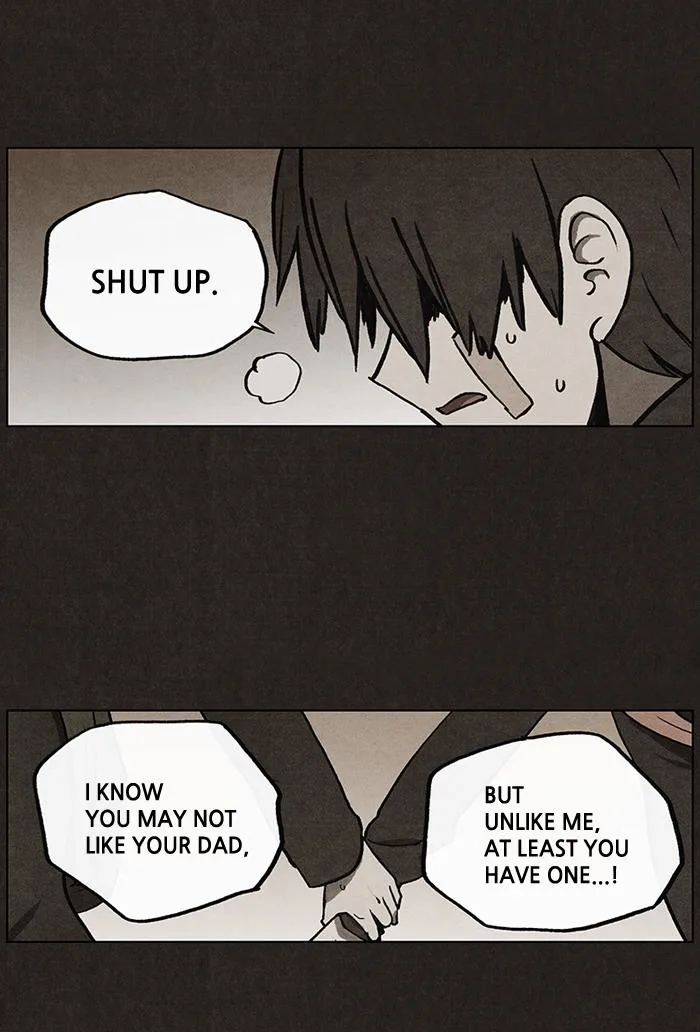 SHUT UP.
I KNOW
YOU MAY NOT
LIKE YOUR DAD,
BUT
UNLIKE ME,
AT LEAST YOU
HAVE ONE...!